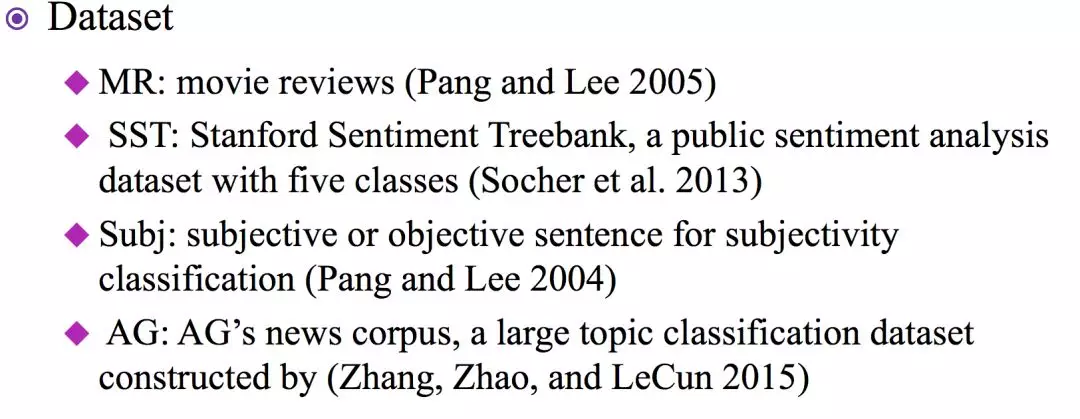 Dataset
MR: movie reviews (Pang and Lee 2005)
SST: Stanford Sentiment Treebank, a public sentiment analysis
dataset with five classes (Socher et al. 2013)
Subj: subjective or objective sentence for subjectivity
classification (Pang and Lee 2004)
AG: AG’s news corpus, a large topic classification dataset
constructed by (Zhang, Zhao, and LeCun 2015)